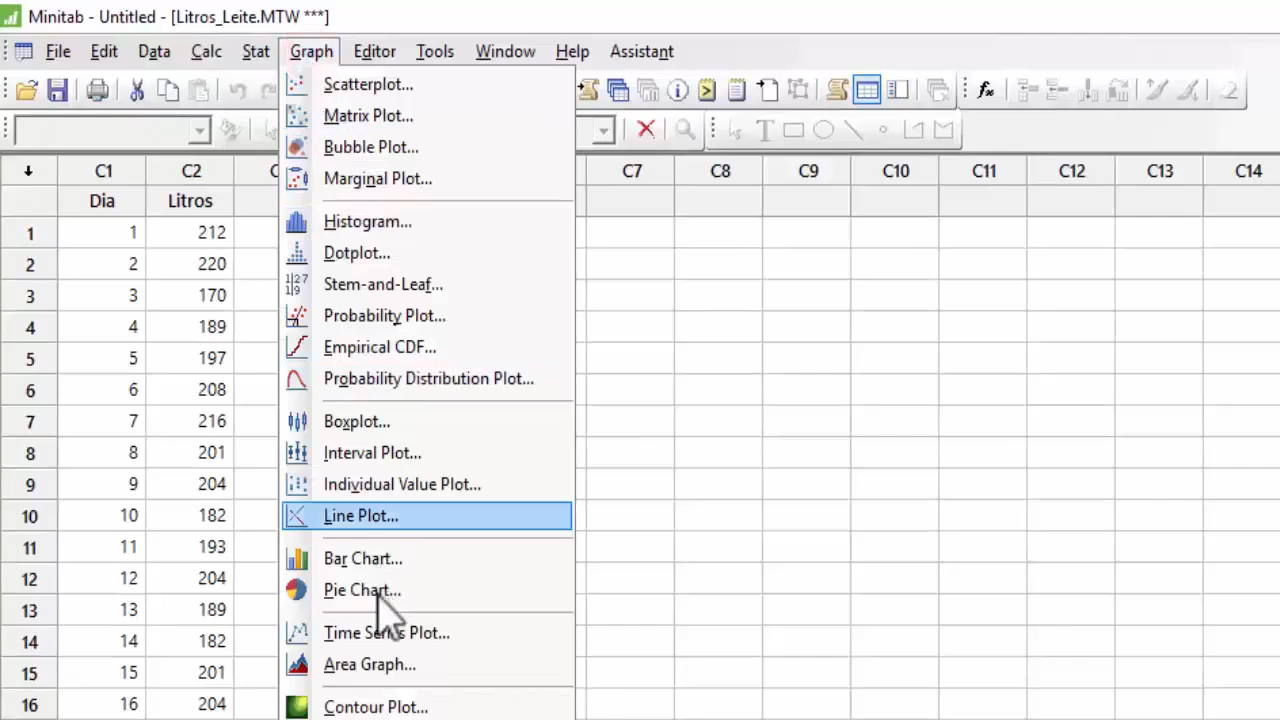 Minitab - Untitled - [Litros_Leite.MTW ***]
File Edit Data Calc Stat Graph Editor Tools Window Help Assistant
Scatterplot...
Matrix Plot...
Bubble Plot...
Marginal Plot...
Histogram...
Dotplot...
Stem-and-Leaf...
Probability Plot...
Empirical CDF...
Probability Distribution Plot...
Boxplot...
Interval Plot...
Individual Value Plot...
Line Plot...
Bar Chart...
Pie Chart...
Time Series Plot...
Area Graph...
Contour Plot...
C1 C2 C C7 C8 C9 C10 C11 C12 C13 C14
Dia Litros
1 1 212
2 2 220
3 3 170
4 4 189
5 5 197
6 6 208
7 7 216
8 8 201
9 9 204
10 10 182
11 11 193
12 12 204
13 13 189
14 14 182
15 15 201
16 16 204